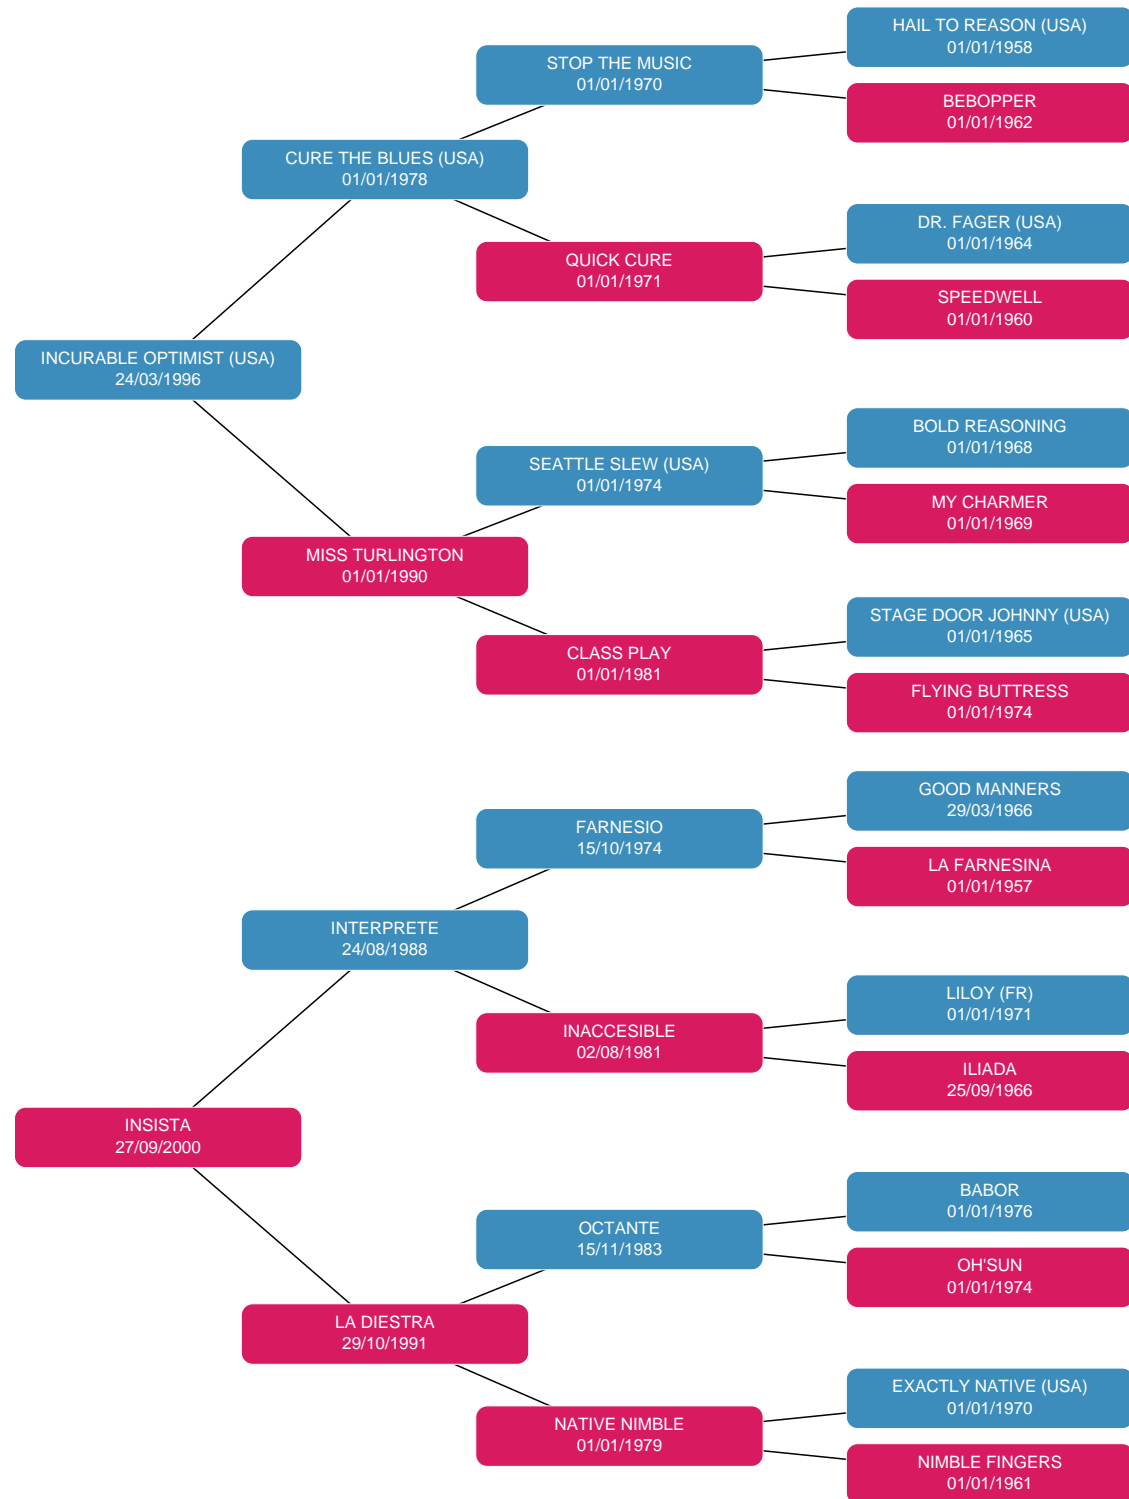 HAIL TO REASON (USA)
01/01/1958
STOP THE MUSIC
01/01/1970
BEBOPPER
01/01/1962
CURE THE BLUES (USA)
01/01/1978
DR. FAGER (USA)
01/01/1964
QUICK CURE
01/01/1971
SPEEDWELL
01/01/1960
INCURABLE OPTIMIST (USA)
24/03/1996
BOLD REASONING
01/01/1968
SEATTLE SLEW (USA)
01/01/1974
MY CHARMER
01/01/1969
MISS TURLINGTON
01/01/1990
STAGE DOOR JOHNNY (USA)
01/01/1965
CLASS PLAY
01/01/1981
FLYING BUTTRESS
01/01/1974
GOOD MANNERS
29/03/1966
FARNESIO
15/10/1974
LA FARNESINA
01/01/1957
INTERPRETE
24/08/1988
LILOY (FR)
01/01/1971
INACCESIBLE
02/08/1981
ILIADA
25/09/1966
INSISTA
27/09/2000
BABOR
01/01/1976
OCTANTE
15/11/1983
OH'SUN
01/01/1974
LA DIESTRA
29/10/1991
EXACTLY NATIVE (USA)
01/01/1970
NATIVE NIMBLE
01/01/1979
NIMBLE FINGERS
01/01/1961